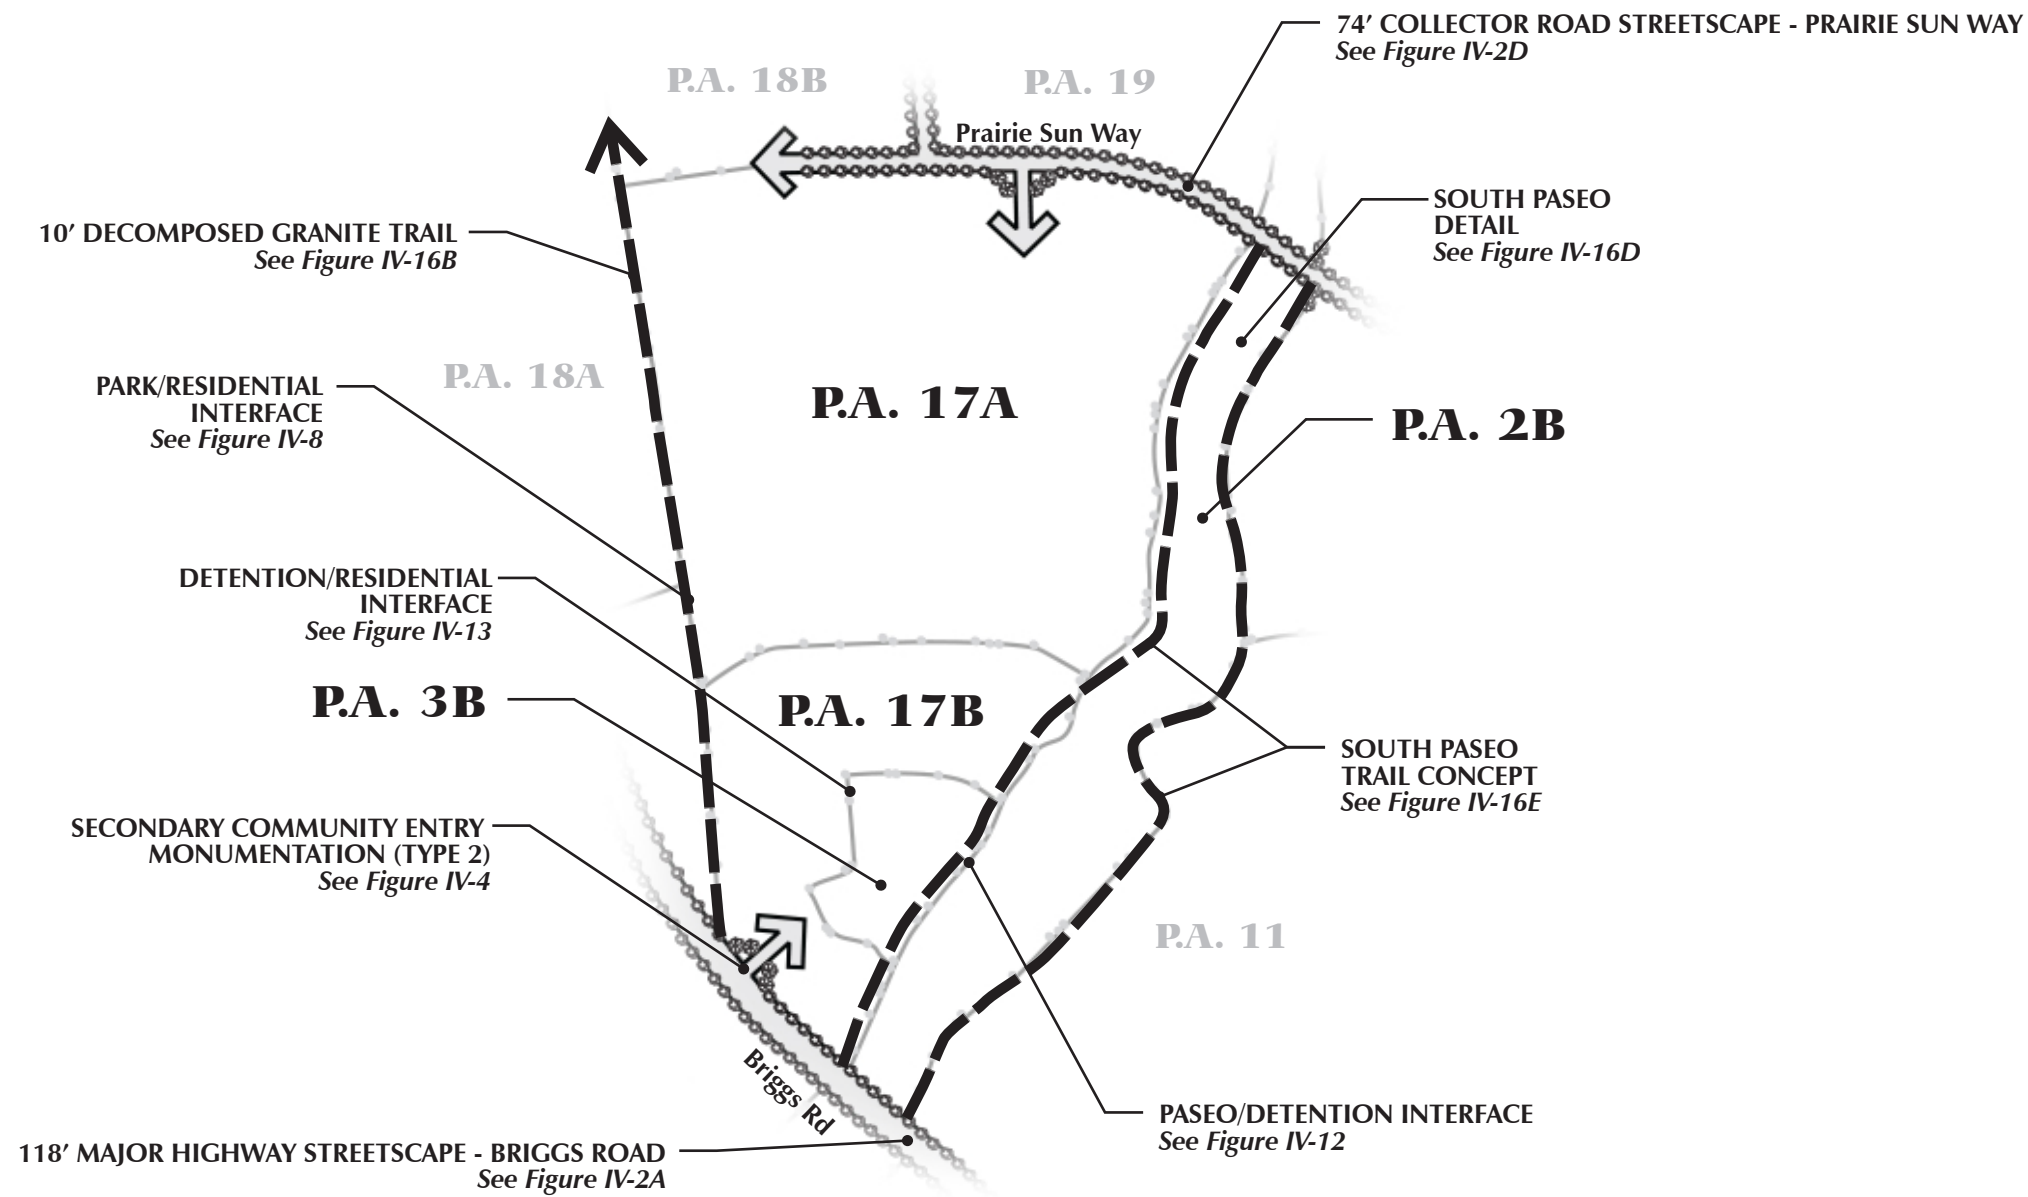 74′ COLLECTOR ROAD STREETSCAPE - PRAIRIE SUN WAY
See Figure IV-2D
P.A. 18B
P.A. 19
Prairie Sun Way
SOUTH PASEO
DETAIL
See Figure IV-16D
10′ DECOMPOSED GRANITE TRAIL
See Figure IV-16B
P.A. 18A
PARK/RESIDENTIAL
INTERFACE
See Figure IV-8
P.A. 17A
P.A. 2B
DETENTION/RESIDENTIAL
INTERFACE
See Figure IV-13
P.A. 3B
P.A. 17B
SOUTH PASEO
TRAIL CONCEPT
See Figure IV-16E
SECONDARY COMMUNITY ENTRY
MONUMENTATION (TYPE 2)
See Figure IV-4
P.A. 11
Briggs Rd
PASEO/DETENTION INTERFACE
See Figure IV-12
118′ MAJOR HIGHWAY STREETSCAPE - BRIGGS ROAD
See Figure IV-2A